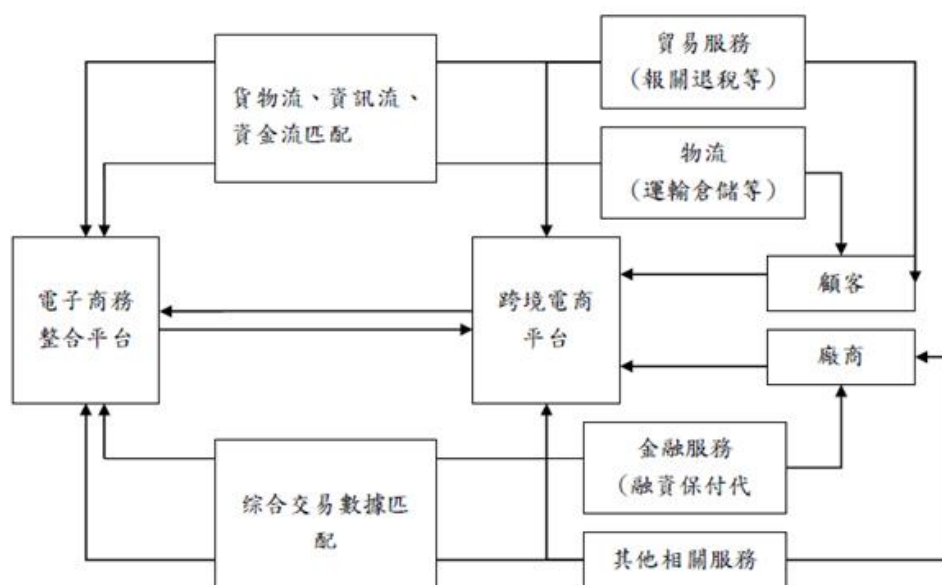 貨物流、資訊流、
資金流匹配
貿易服務
(報關退稅等)
物流
(運輸倉儲等)
電子商務
整合平台
跨境電商
平台
顧客
廠商
綜合交易數據匹
配
金融服務
(融資保付代
其他相關服務